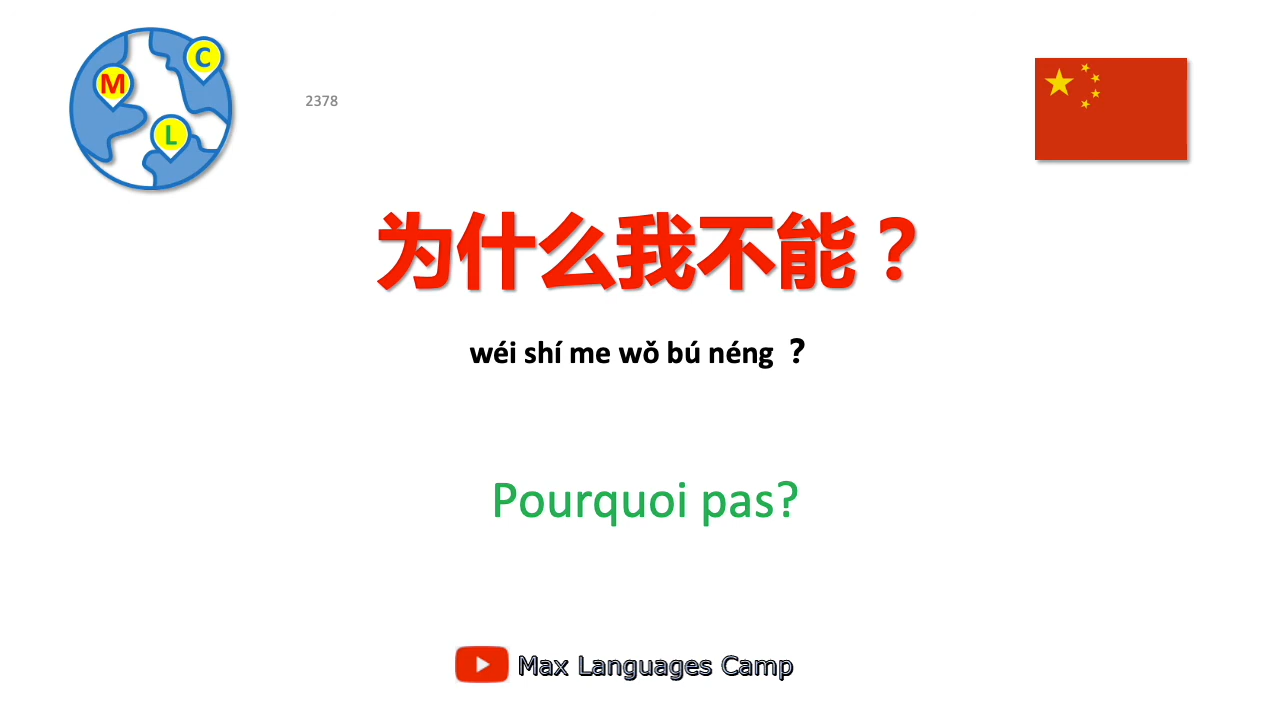 M
C
L
2378
为什么我不能？
wéi shí me wǒ bú néng ?
Pourquoi pas?
Max Languages Camp